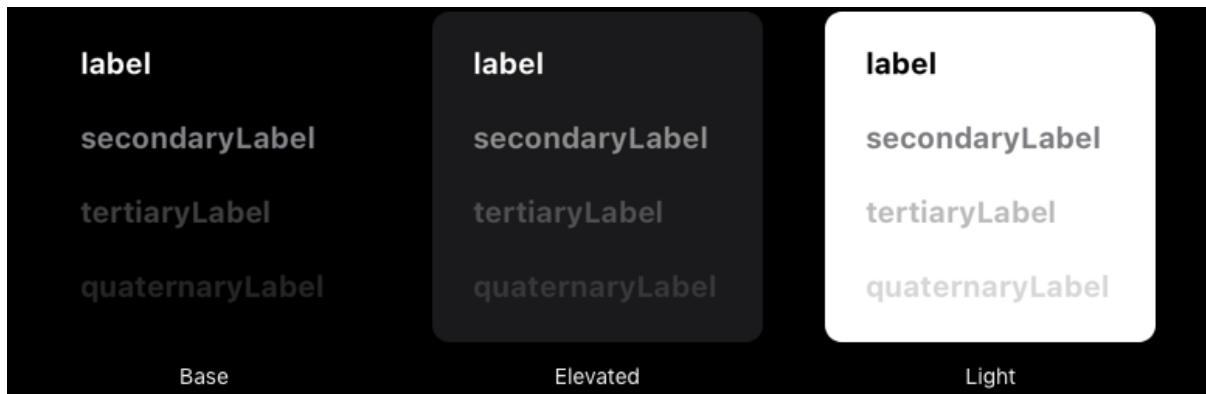 label
secondaryLabel
tertiaryLabel
quaternaryLabel
Base
label
secondaryLabel
tertiaryLabel
quaternaryLabel
Elevated
label
secondaryLabel
tertiaryLabel
quaternaryLabel
Light